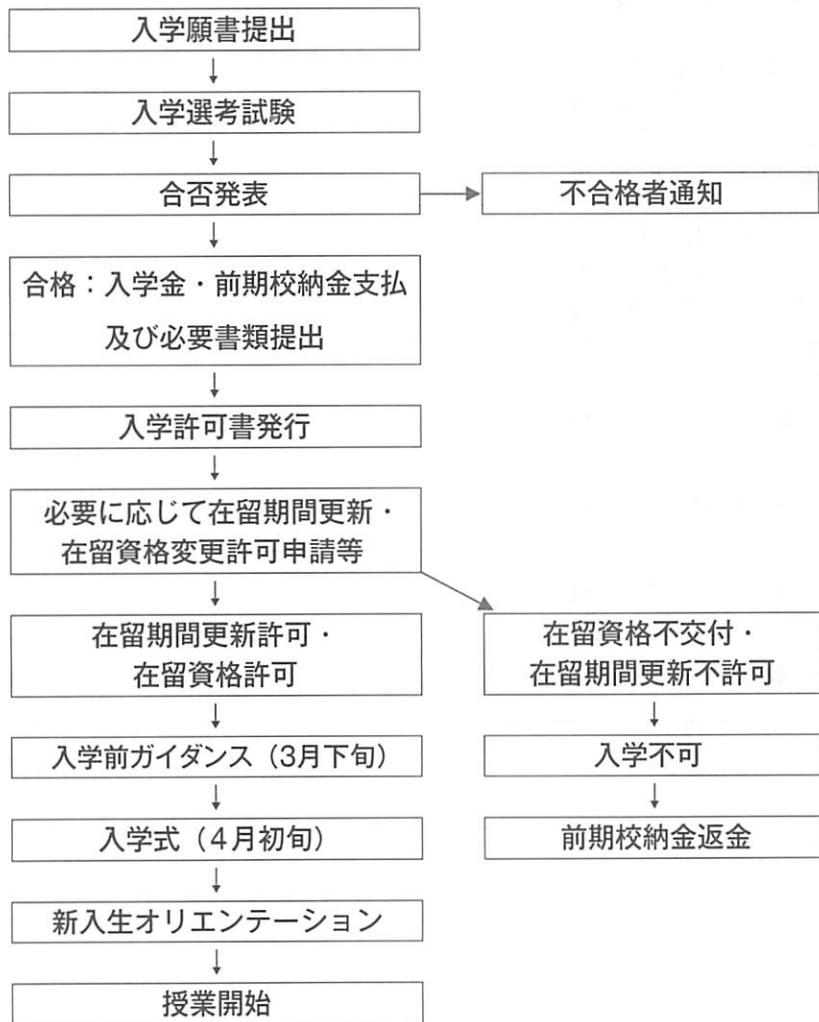 入学願書提出
入学選考試験
合否発表
不合格者通知
合格：入学金・前期校納金支払
及び必要書類提出
入学許可書発行
必要に応じて在留期間更新・
在留資格変更許可申請等
在留期間更新許可・
在留資格許可
在留資格不交付・
在留期間更新不許可
入学前ガイダンス（3月下旬）
入学不可
入学式（4月初旬）
前期校納金返金
新入生オリエンテーション
授業開始